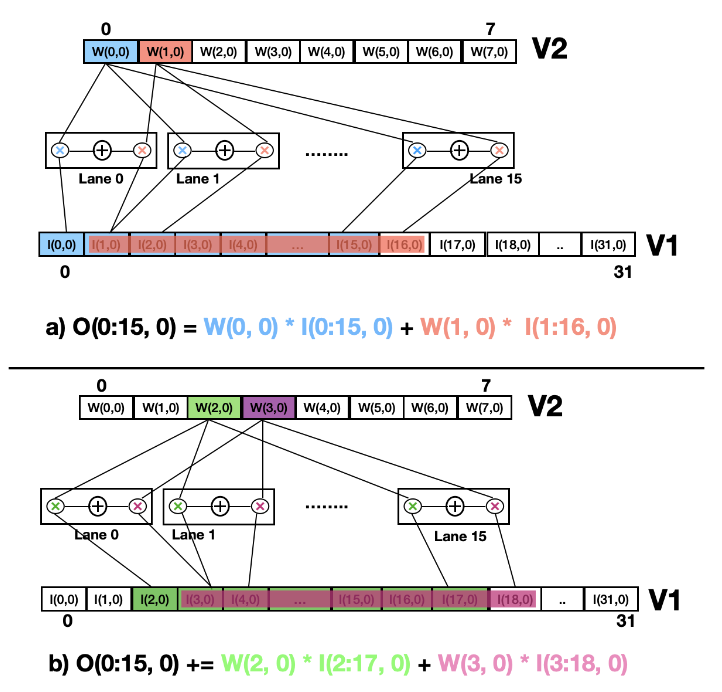 0 7
W(0,0) W(1,0) W(2,0) W(3,0) W(4,0) W(5,0) W(6,0) W(7,0) V2
× + × × + × ........ × + ×
Lane 0 Lane 1 Lane 15
I(0,0) I(1,0) I(2,0) I(3,0) I(4,0) ... I(15,0) I(16,0) I(17,0) I(18,0) .. I(31,0) V1
0 31
a) O(0:15, 0) = W(0, 0) * I(0:15, 0) + W(1, 0) * I(1:16, 0)
0 7
W(0,0) W(1,0) W(2,0) W(3,0) W(4,0) W(5,0) W(6,0) W(7,0) V2
× + × × + × ........ × + ×
Lane 0 Lane 1 Lane 15
I(0,0) I(1,0) I(2,0) I(3,0) I(4,0) ... I(15,0) I(16,0) I(17,0) I(18,0) .. I(31,0) V1
0 31
b) O(0:15, 0) += W(2, 0) * I(2:17, 0) + W(3, 0) * I(3:18, 0)